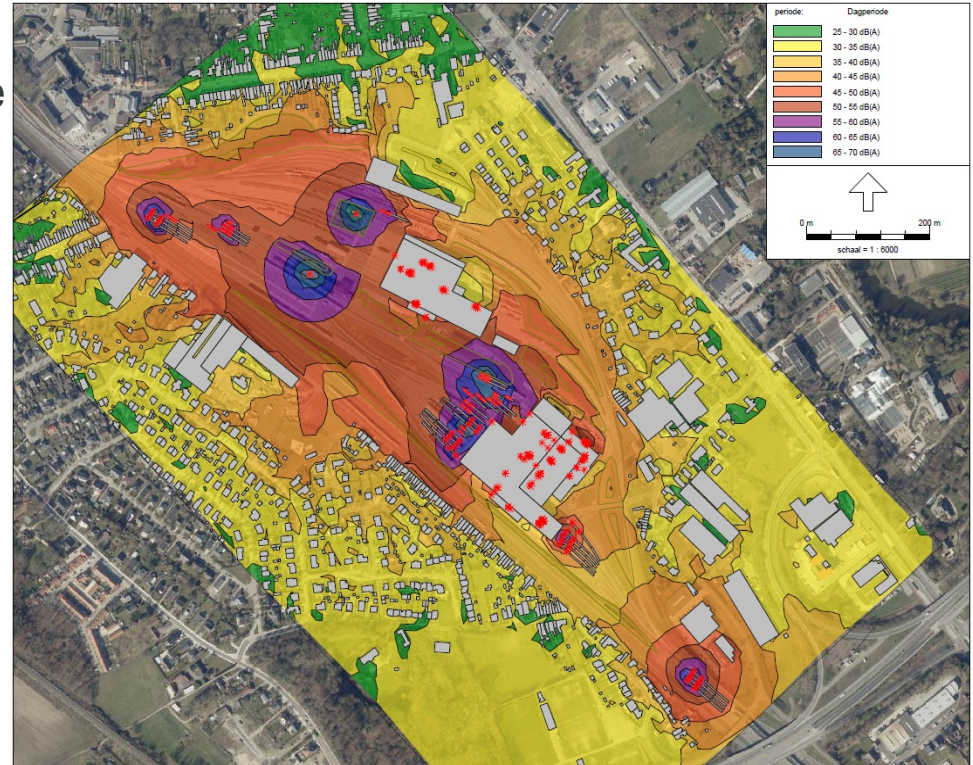 e
periode: Dagperiode
25 - 30 dB(A)
30 - 35 dB(A)
35 - 40 dB(A)
40 - 45 dB(A)
45 - 50 dB(A)
50 - 55 dB(A)
55 - 60 dB(A)
60 - 65 dB(A)
65 - 70 dB(A)
0 m 200 m
schaal = 1 : 6000